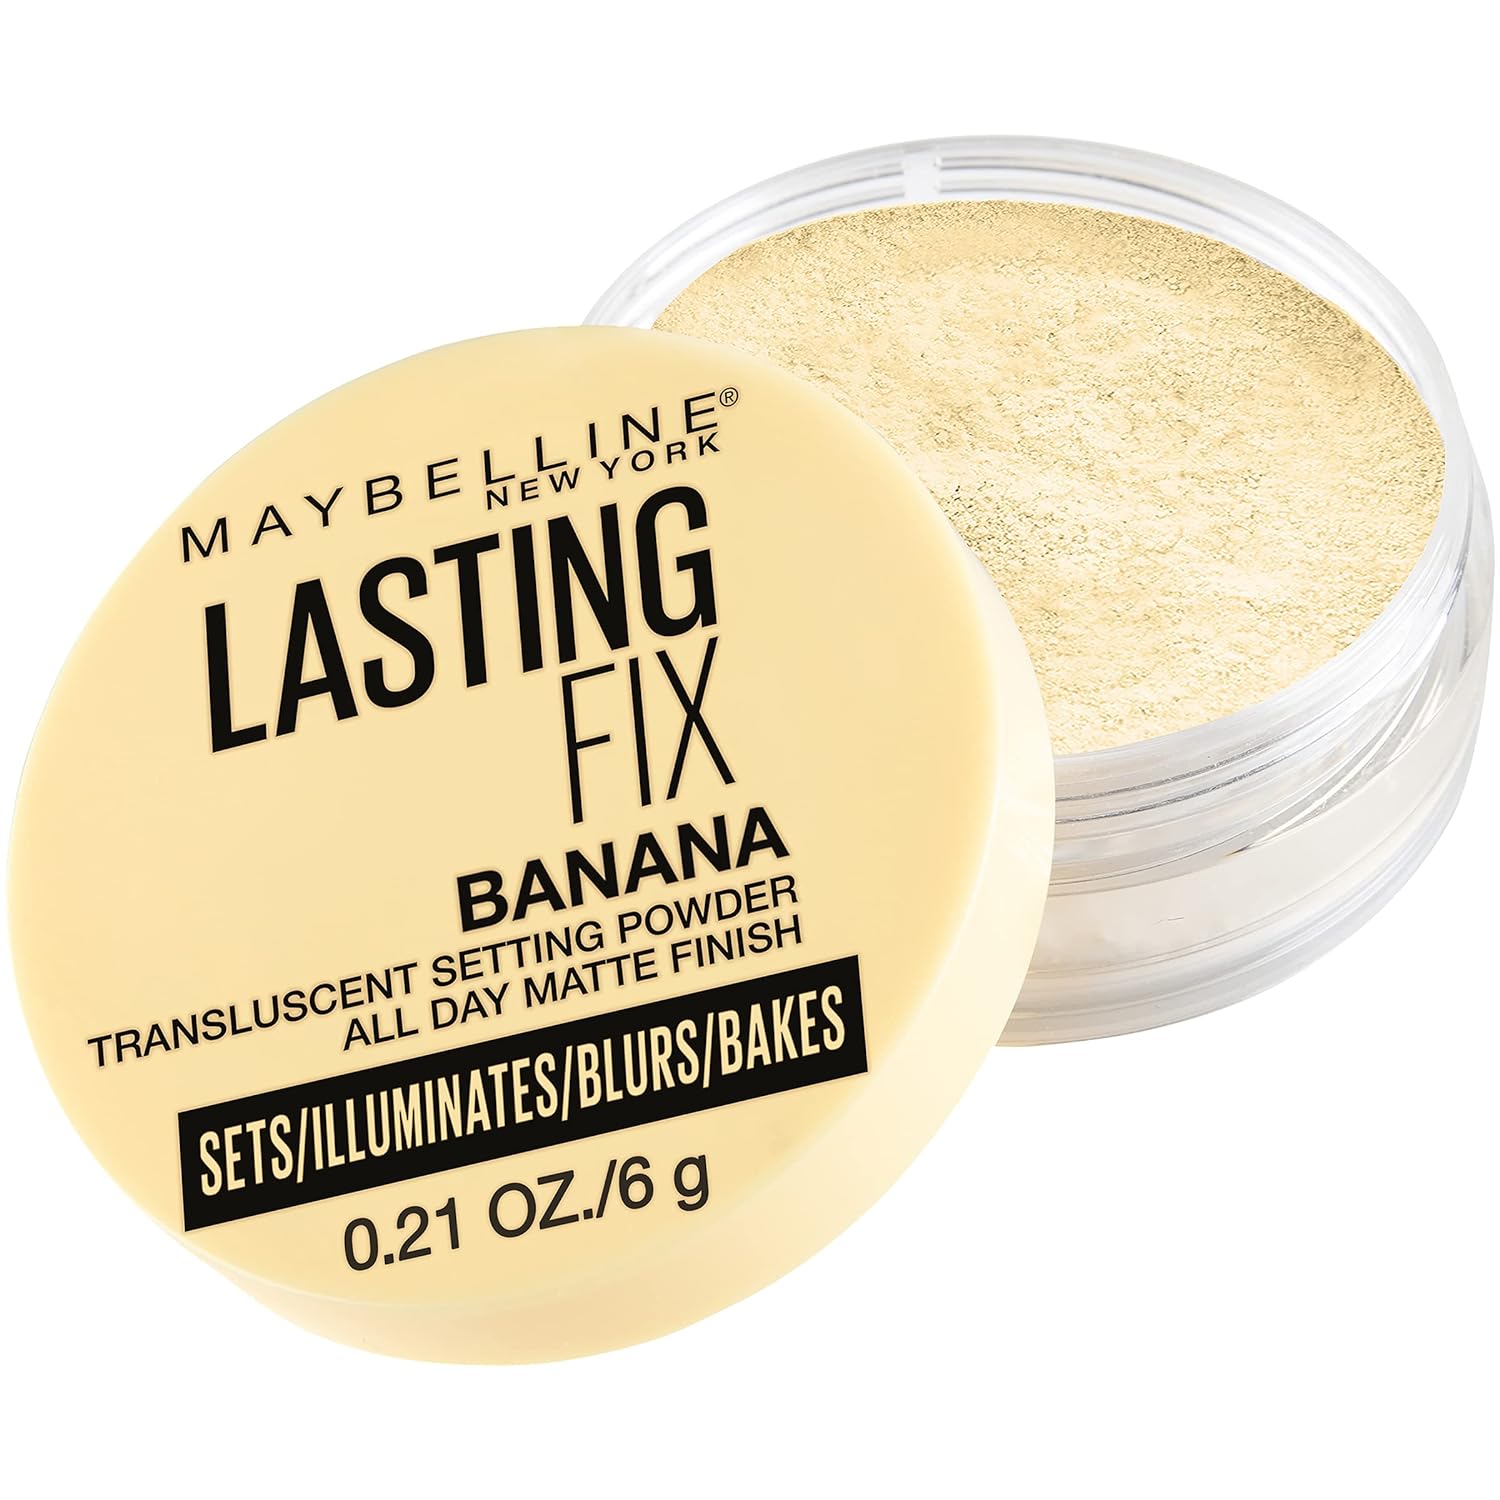 MAYBELLINE®
NEW YORK
LASTING
FIX
BANANA
TRANSLUSCENT SETTING POWDER
ALL DAY MATTE FINISH
SETS/ILLUMINATES/BLURS/BAKES
0.21 OZ./6 g